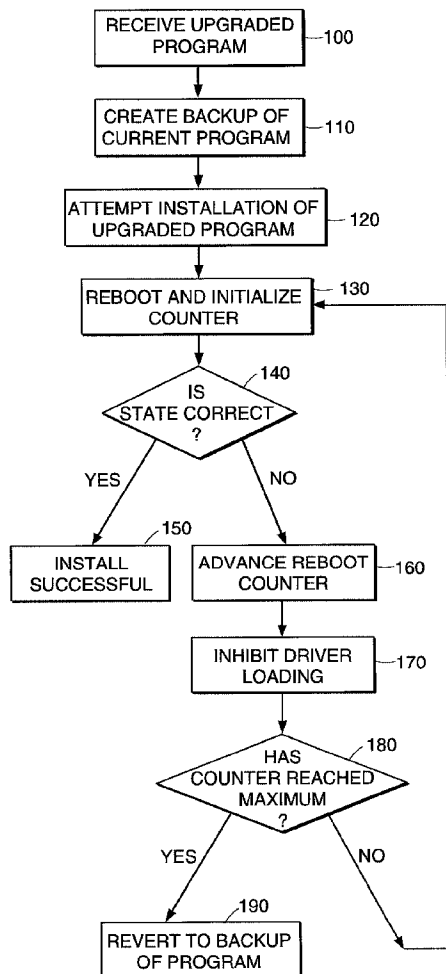 RECEIVE UPGRADED
PROGRAM
100
CREATE BACKUP OF
CURRENT PROGRAM
110
ATTEMPT INSTALLATION OF
UPGRADED PROGRAM
120
REBOOT AND INITIALIZE
COUNTER
130
IS
STATE CORRECT
?
140
YES
NO
150
INSTALL
SUCCESSFUL
ADVANCE REBOOT
COUNTER
160
INHIBIT DRIVER
LOADING
170
HAS
COUNTER REACHED
MAXIMUM
?
180
YES
NO
190
REVERT TO BACKUP
OF PROGRAM